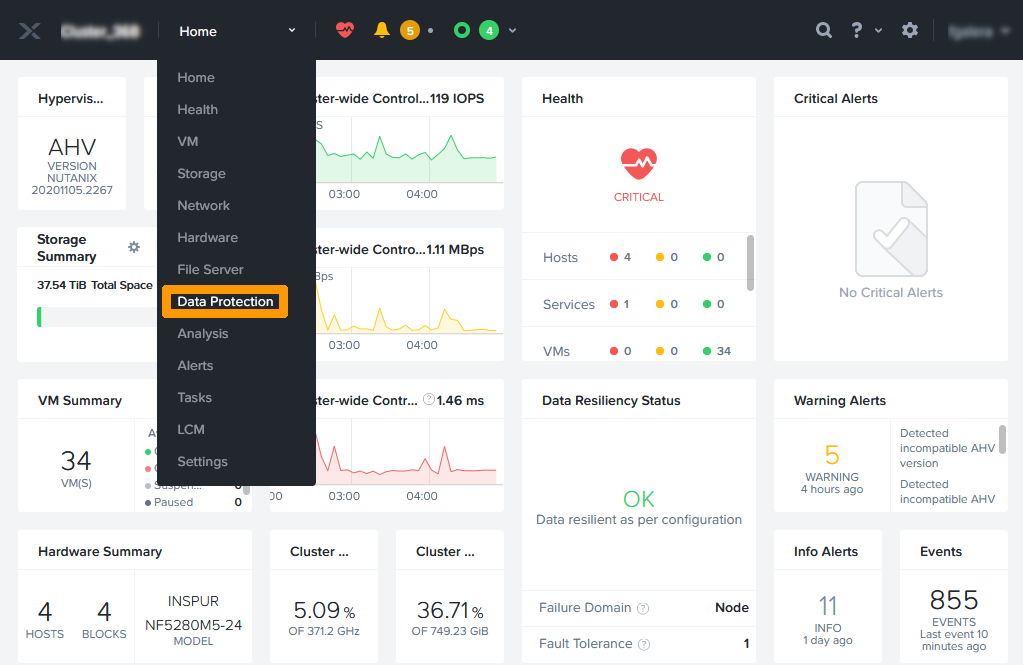 Home
5
4
?
Home
Health
VM
Storage
Network
Hardware
File Server
Data Protection
Analysis
Alerts
Tasks
LCM
Settings
Hypervis...
AHV
VERSION
NUTANIX
20201105.2267
ter-wide Control...119 IOPS
S
03:00
04:00
Health
CRITICAL
Hosts
4
0
0
Services
1
0
0
VMs
0
0
34
Critical Alerts
No Critical Alerts
Storage
Summary
37.54 TiB Total Space
ter-wide Contro...1.11 MBps
Bps
03:00
04:00
VM Summary
34
VM(S)
Suspen...
0
Paused
0
ter-wide Contr...
?
1.46 ms
:00
03:00
04:00
Data Resiliency Status
OK
Data resilient as per configuration
Failure Domain ?
Node
Fault Tolerance ?
1
Warning Alerts
5
WARNING
4 hours ago
Detected
incompatible AHV
version
Detected
incompatible AHV
Hardware Summary
4
HOSTS
4
BLOCKS
INSPUR
NF5280M5-24
MODEL
Cluster ...
5.09 %
OF 371.2 GHz
Cluster ...
36.71 %
OF 749.23 GiB
Info Alerts
11
INFO
1 day ago
Events
855
EVENTS
Last event 10
minutes ago